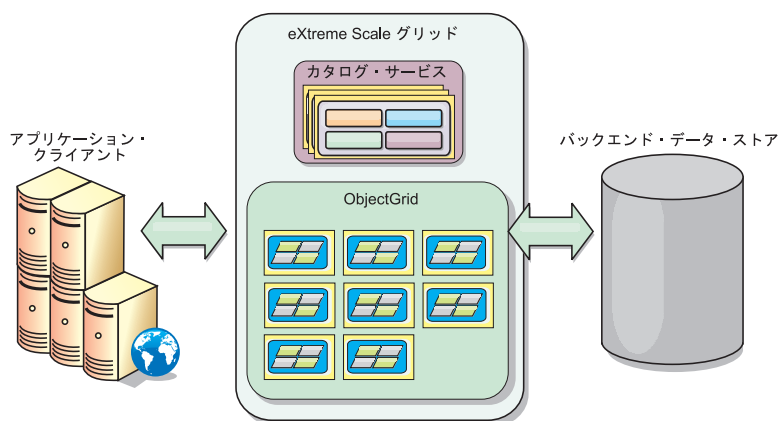 eXtreme Scale グリッド
カタログ・サービス
アプリケーション・
クライアント
バックエンド・データ・ストア
ObjectGrid